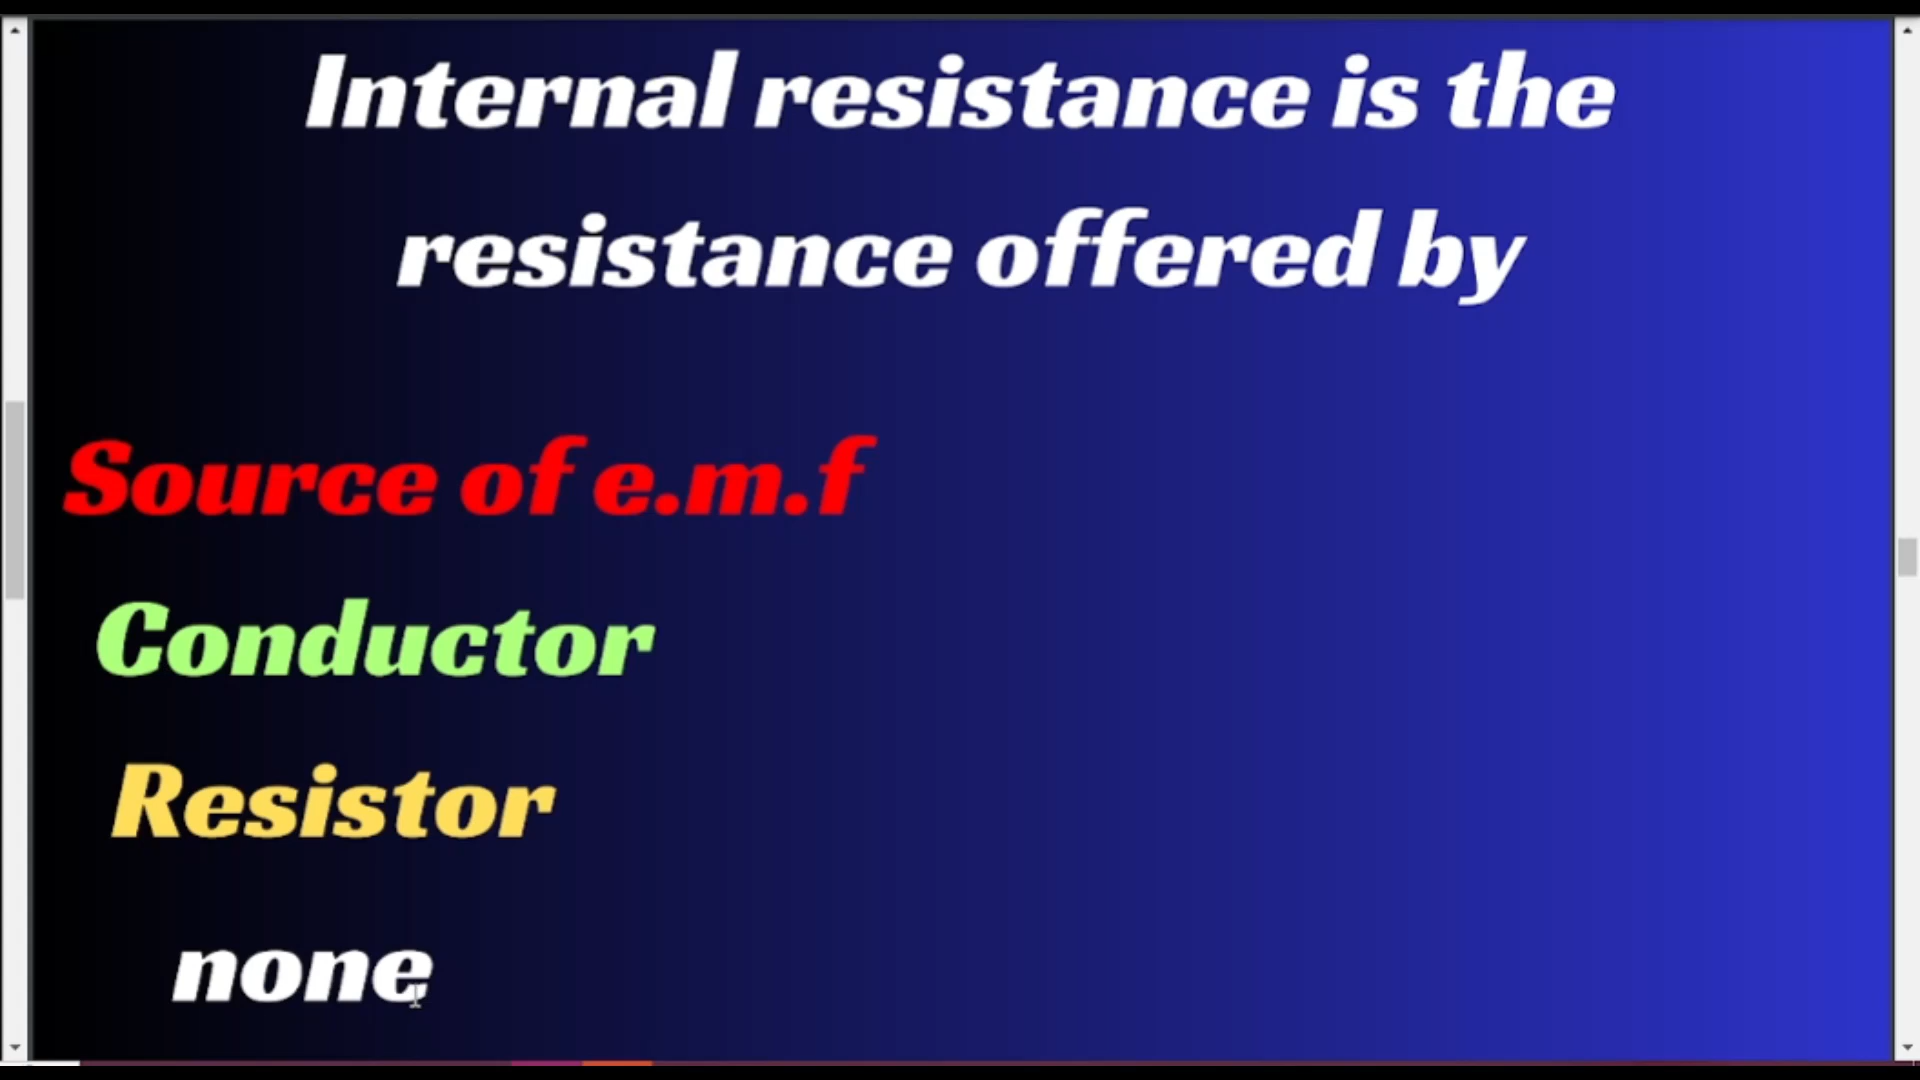 Internal resistance is the
resistance offered by
Source of e.m.f
Conductor
Resistor
none